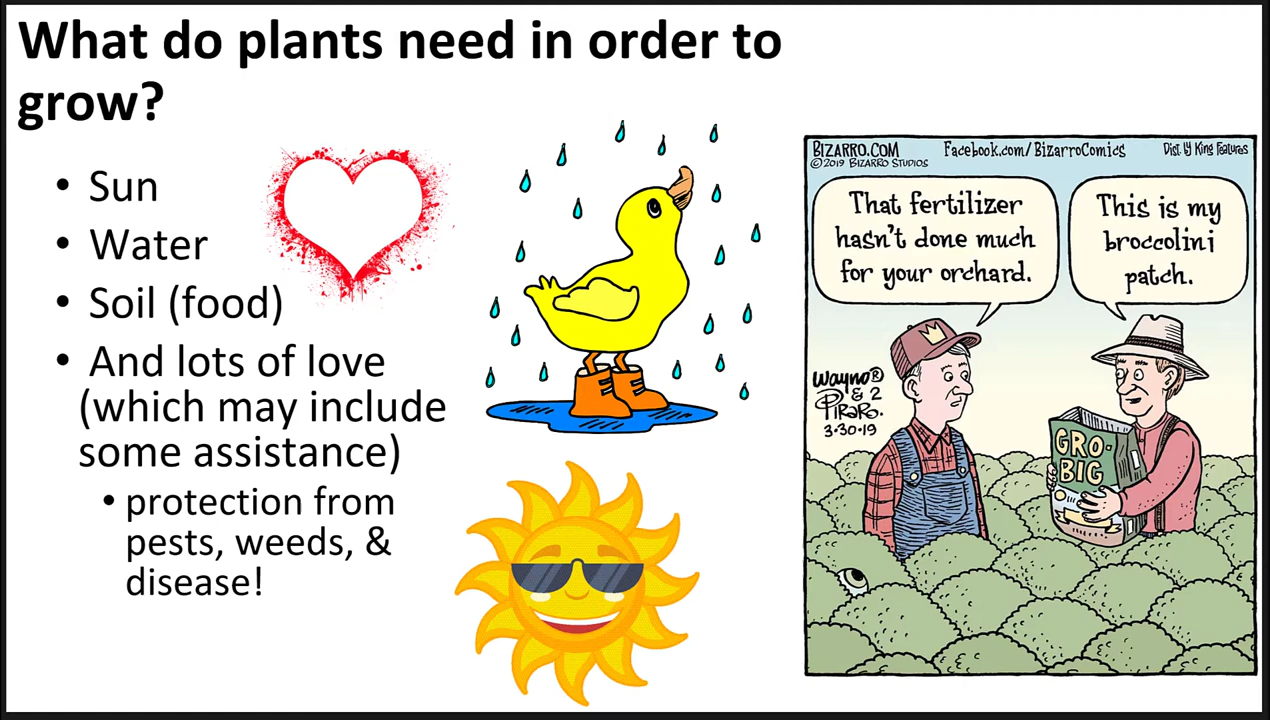 What do plants need in order to
grow?
• Sun
• Water
• Soil (food)
• And lots of love
(which may include
some assistance)
• protection from
pests, weeds, &
disease!
BIZARRO.COM
©2019 BIZARRO STUDIOS
Facebook.com/BizarroComics
Dist. by King Features
That fertilizer
hasn't done much
for your orchard.
This is my
broccolini
patch.
Wayno®
& 2
PiRaRo.
3·30·19
GRO-
BIG